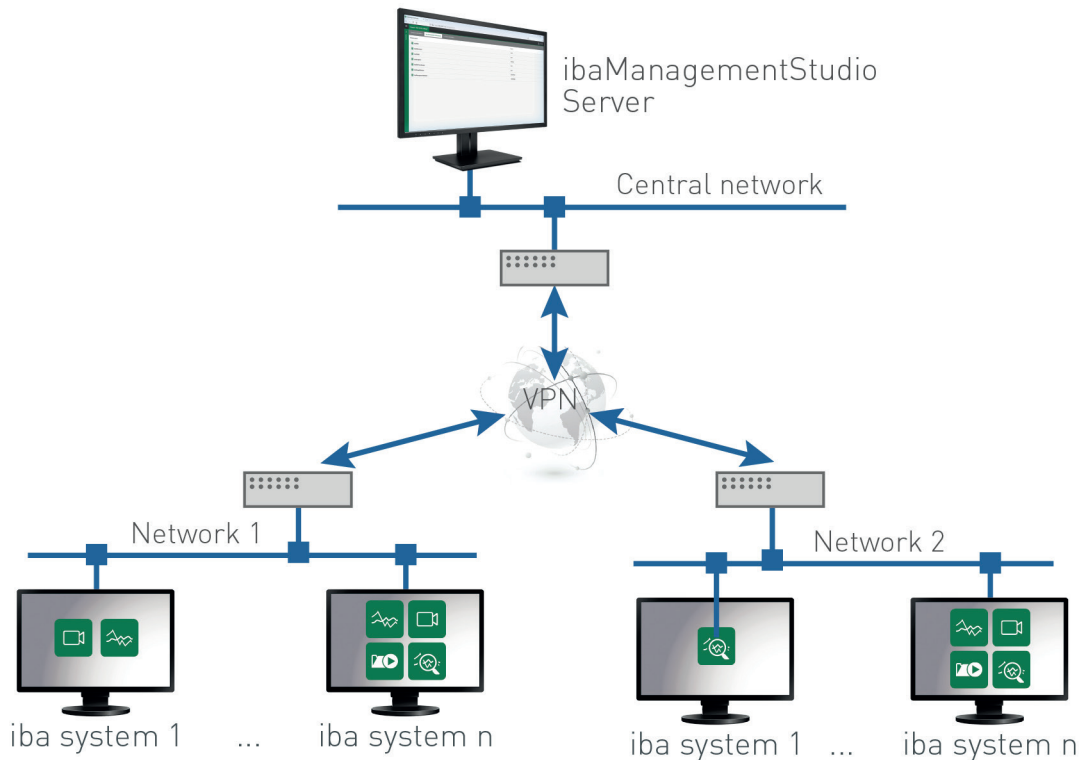 ibaManagementStudio
Server
Central network
VPN
Network 1
Network 2
iba system 1 ... iba system n
iba system 1 ... iba system n